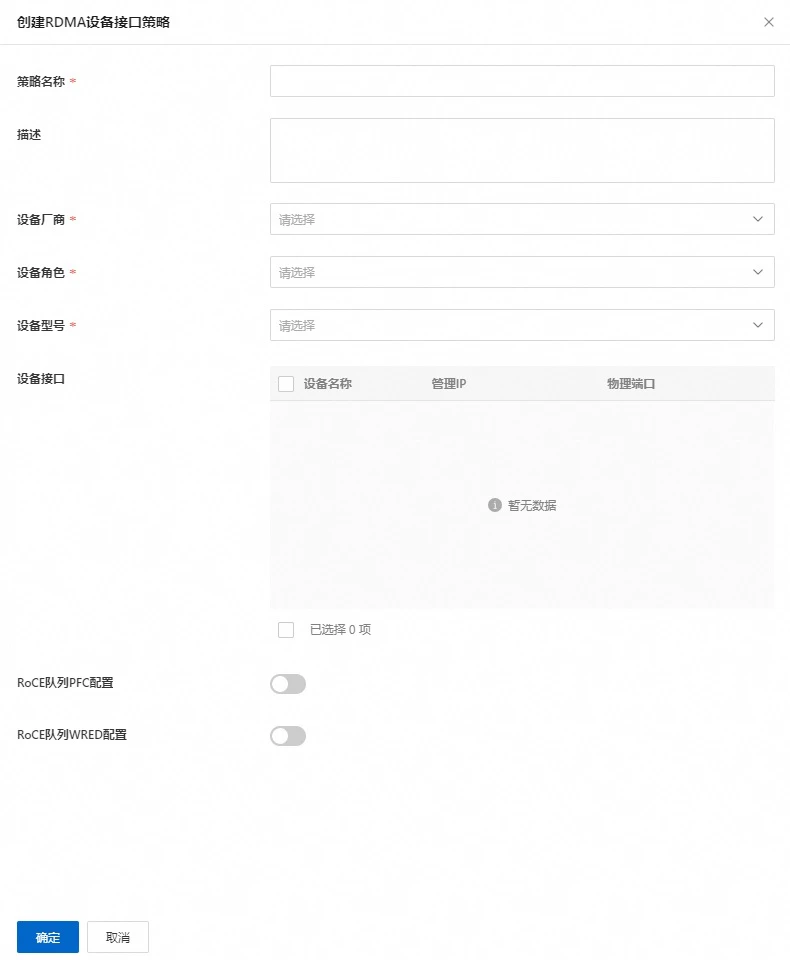 创建RDMA设备接口策略
策略名称 *
描述
设备厂商 *
请选择
设备角色 *
请选择
设备型号 *
请选择
设备接口
设备名称 管理IP 物理端口
暂无数据
已选择 0 项
RoCE队列PFC配置
RoCE队列WRED配置
确定 取消